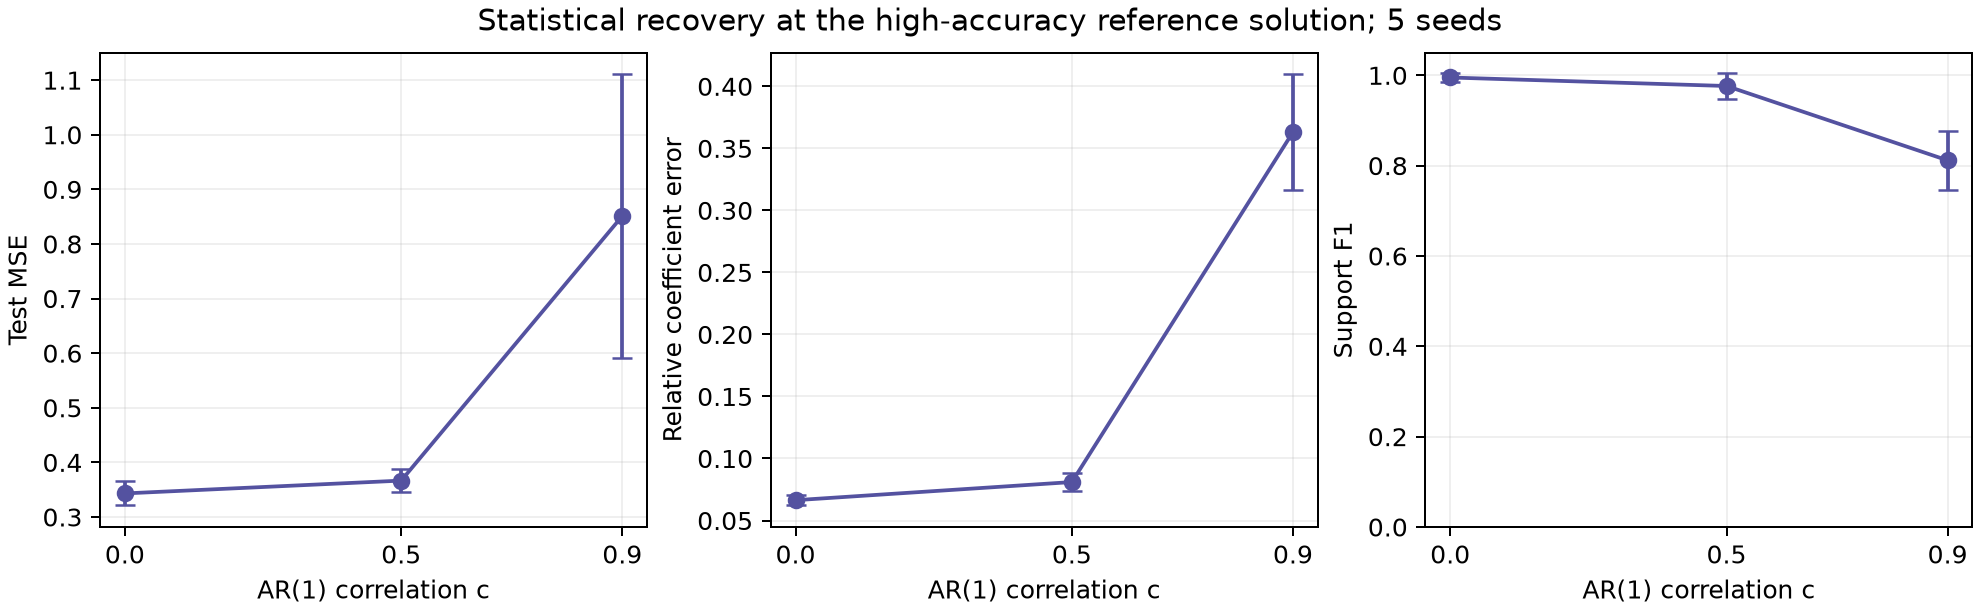 Statistical recovery at the high-accuracy reference solution; 5 seeds
Test MSE
1.1
1.0
0.9
0.8
0.7
0.6
0.5
0.4
0.3
0.0 0.5 0.9
AR(1) correlation c
Relative coefficient error
0.40
0.35
0.30
0.25
0.20
0.15
0.10
0.05
0.0 0.5 0.9
AR(1) correlation c
Support F1
1.0
0.8
0.6
0.4
0.2
0.0
0.0 0.5 0.9
AR(1) correlation c